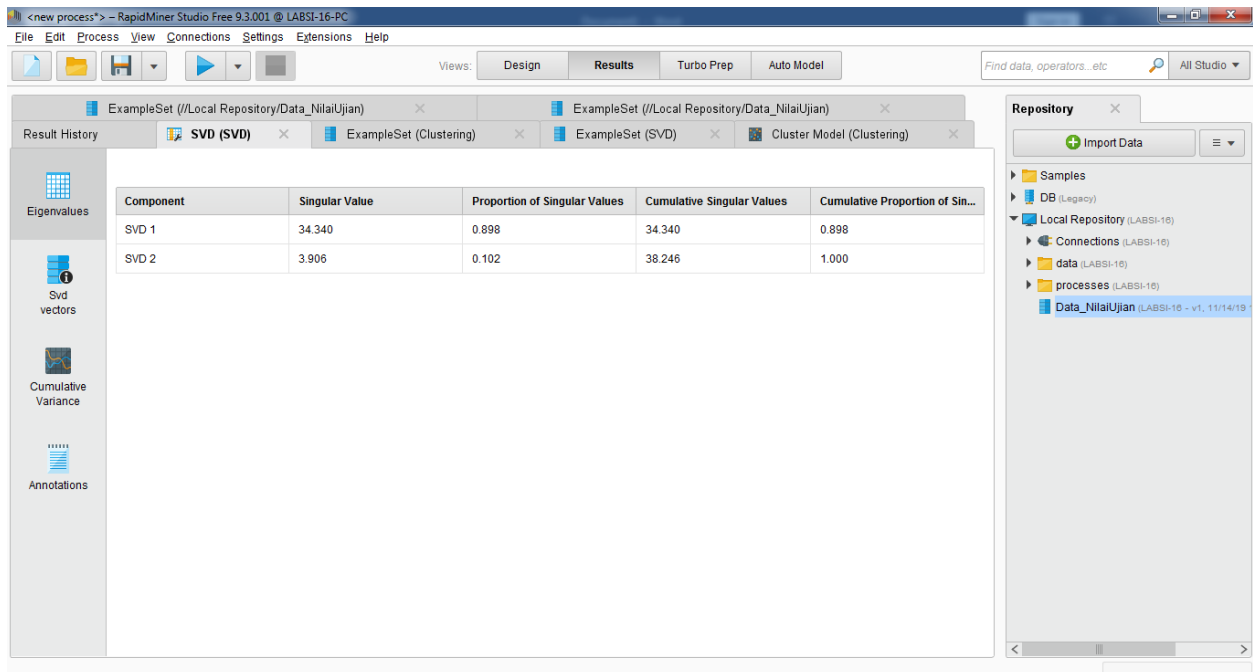 <new process*> – RapidMiner Studio Free 9.3.001 @ LABSI-16-PC
File Edit Process View Connections Settings Extensions Help
Views: Design Results Turbo Prep Auto Model Find data, operators...etc All Studio
ExampleSet (//Local Repository/Data_NilaiUjian) ExampleSet (//Local Repository/Data_NilaiUjian)
Result History SVD (SVD) ExampleSet (Clustering) ExampleSet (SVD) Cluster Model (Clustering)
Eigenvalues
Svd
vectors
Cumulative
Variance
Annotations
Component Singular Value Proportion of Singular Values Cumulative Singular Values Cumulative Proportion of Sin...
SVD 1 34.340 0.898 34.340 0.898
SVD 2 3.906 0.102 38.246 1.000
Repository
Import Data
Samples
DB (Legacy)
Local Repository (LABSI-16)
Connections (LABSI-16)
data (LABSI-16)
processes (LABSI-16)
Data_NilaiUjian (LABSI-16 - v1, 11/14/19